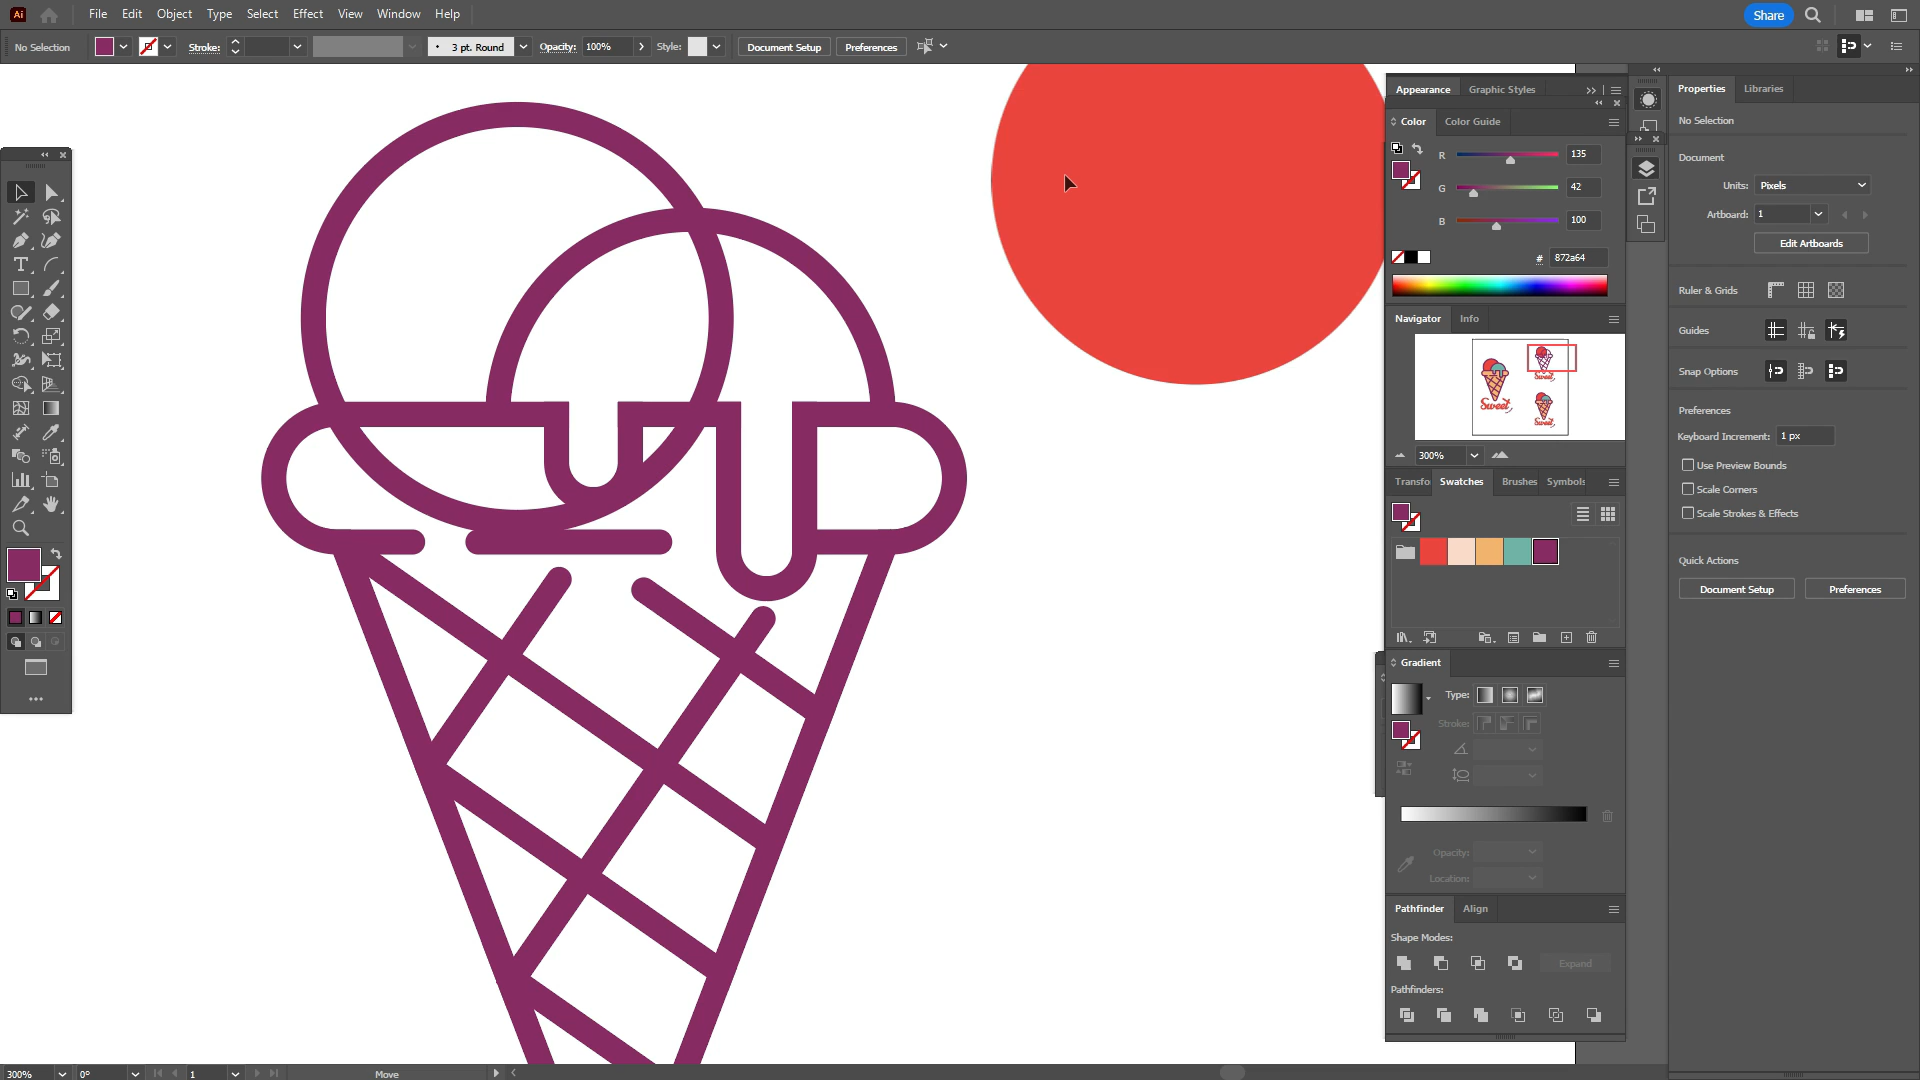 Ai File Edit Object Type Select Effect View Window Help Share
No Selection Stroke: 3 pt. Round Opacity: 100% Style: Document Setup Preferences
Appearance Graphic Styles
Color Color Guide
R 135
G 42
B 100
# 872a64
Navigator Info
Sweet
Sweet
Sweet
300%
Transfo Swatches Brushes Symbols
Gradient
Type:
Stroke:
Opacity:
Location:
Pathfinder Align
Shape Modes:
Expand
Pathfinders:
Properties Libraries
No Selection
Document
Units: Pixels
Artboard: 1
Edit Artboards
Ruler & Grids
Guides
Snap Options
Preferences
Keyboard Increment: 1 px
Use Preview Bounds
Scale Corners
Scale Strokes & Effects
Quick Actions
Document Setup Preferences
300% 0° 1 Move